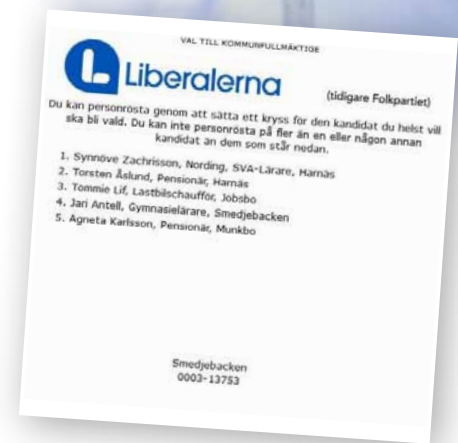 VAL TILL KOMMUNFULLMÄKTIGE
L Liberalerna
(tidigare Folkpartiet)
Du kan personrösta genom att sätta ett kryss för den kandidat du helst vill
ska bli vald. Du kan inte personrösta på fler än en eller någon annan
kandidat än dem som står nedan.
1. Synnöve Zachrisson, Nording, SVA-Lärare, Harnäs
2. Torsten Åslund, Pensionär, Harnäs
3. Tommie Lif, Lastbilschaufför, Jobsbo
4. Jari Antell, Gymnasielärare, Smedjebacken
5. Agneta Karlsson, Pensionär, Munkbo
Smedjebacken
0003-13753